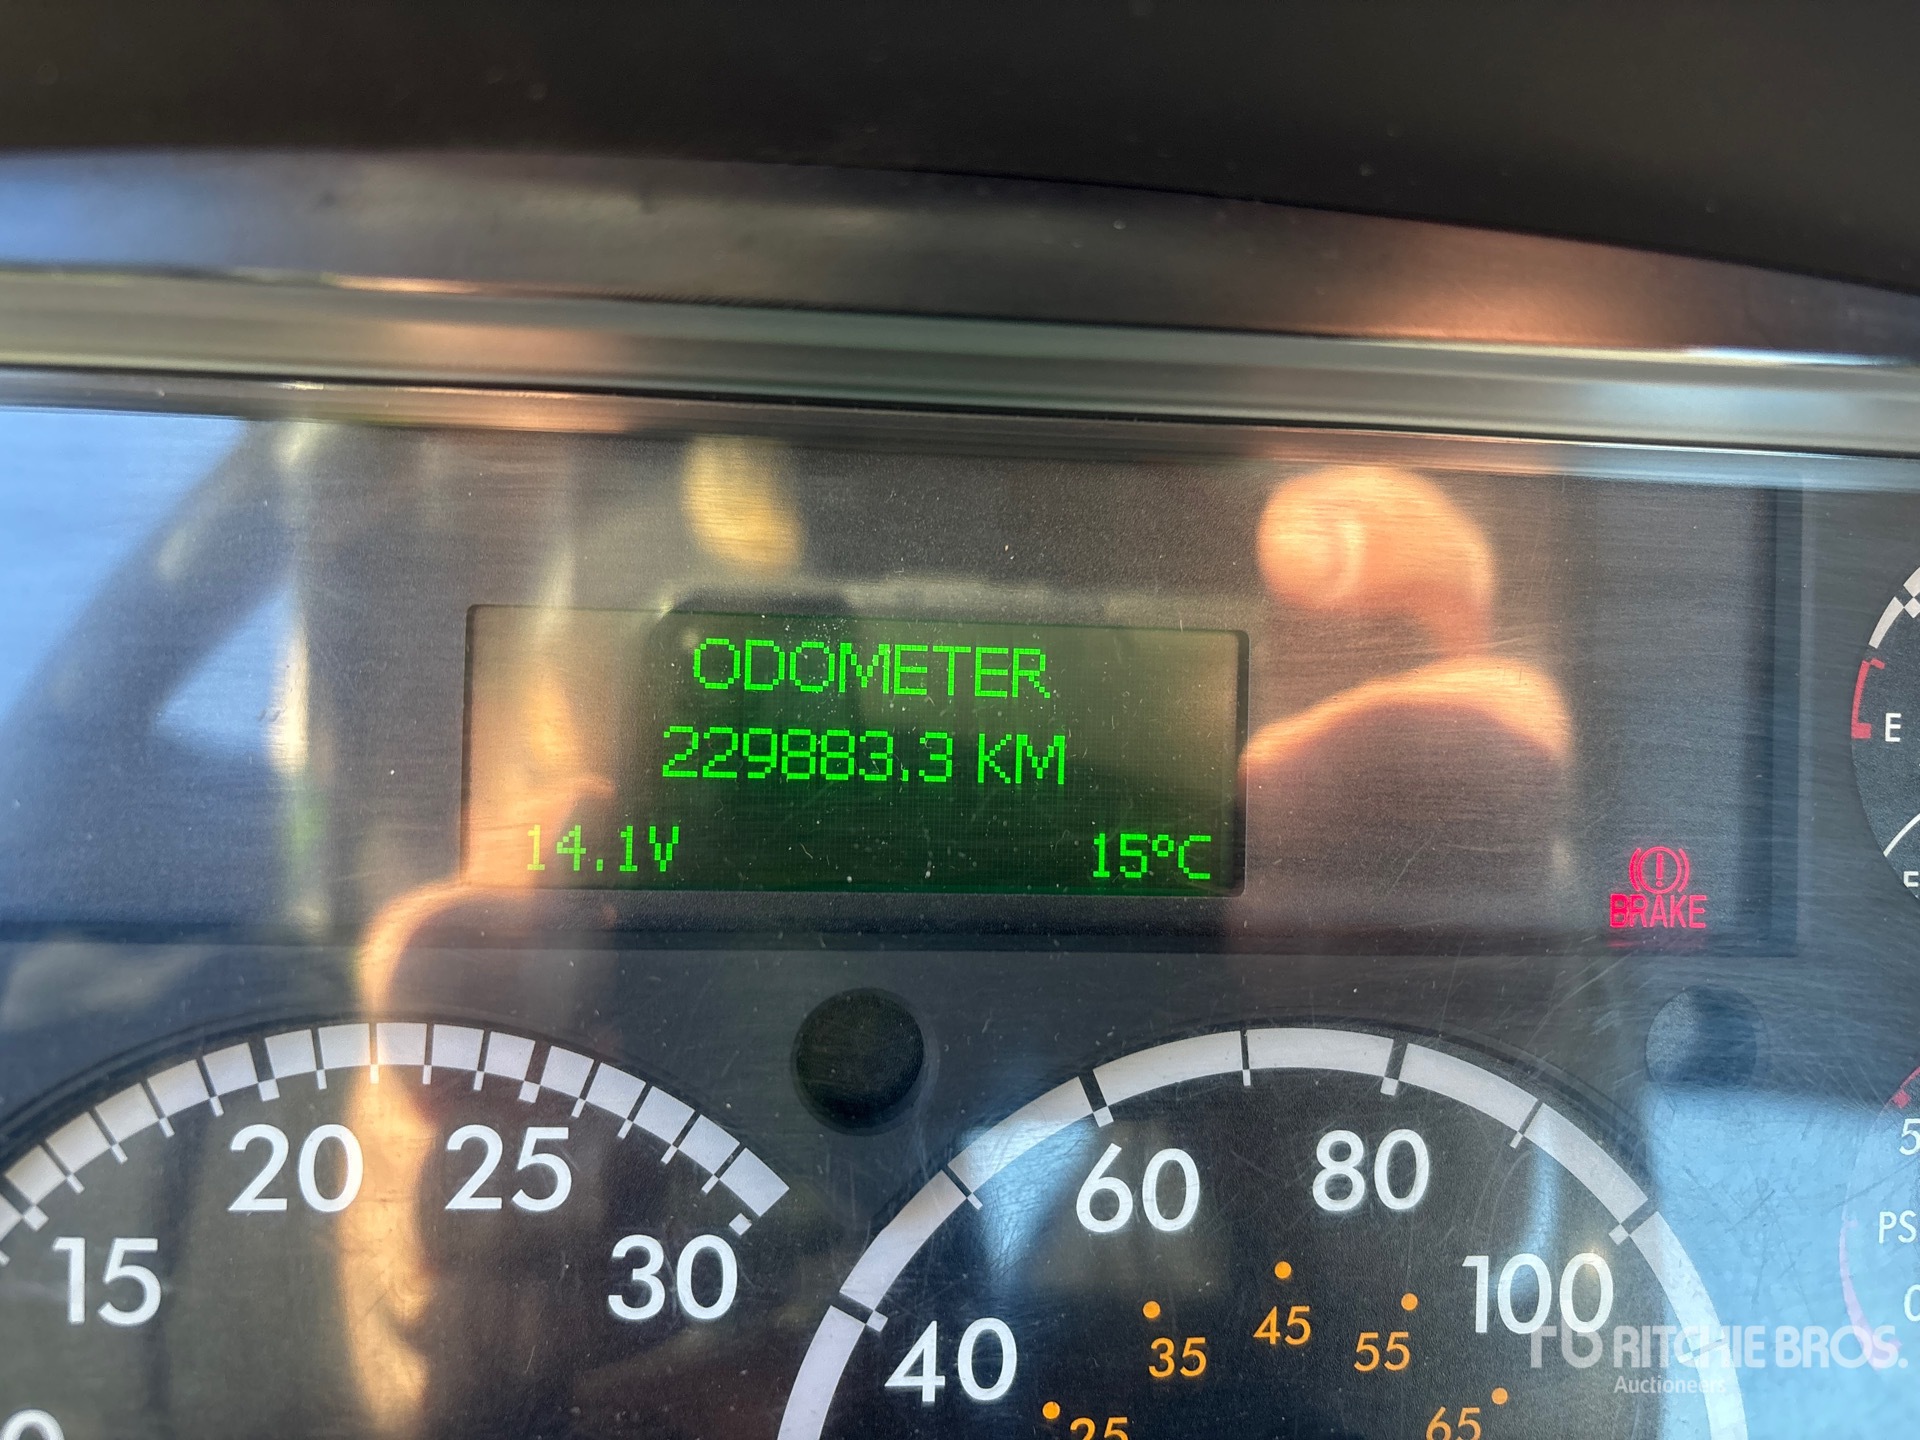 ODOMETER
229883.3 KM
14.1V 15°C
BRAKE
E
15 20 25 30
40 60 80 100
25 35 45 55 65
RITCHIE BROS.
Auctioneers